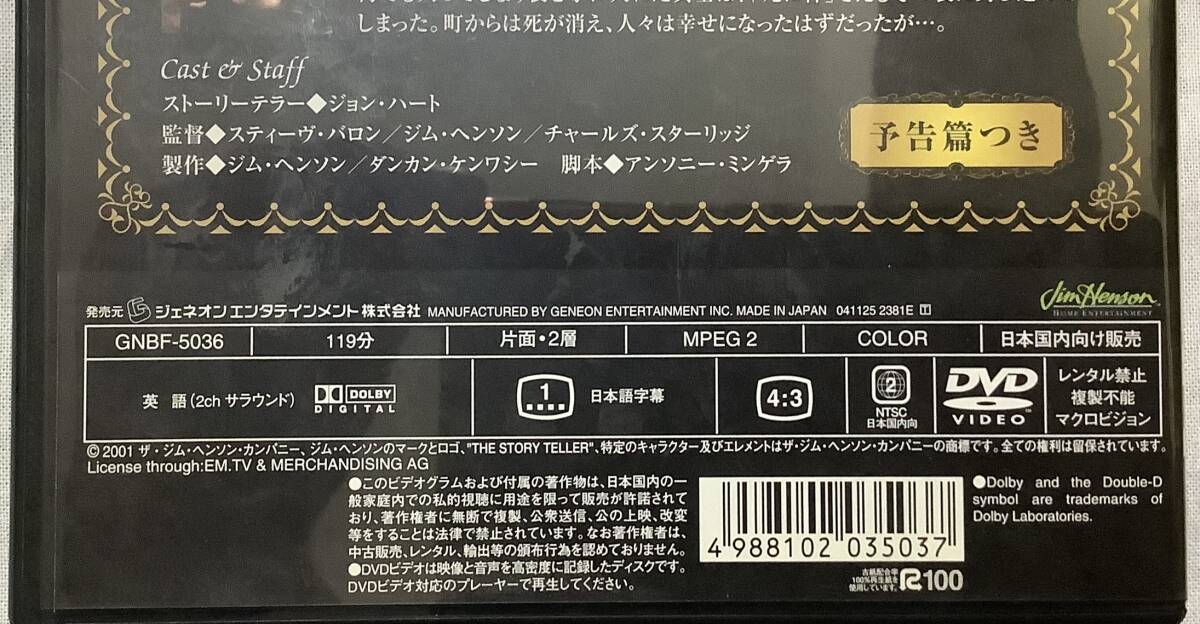 しまった。町からは死が消え、人々は幸せになったはずだったが…。
Cast & Staff
ストーリーテラー◆ジョン・ハート
監督◆スティーヴ・バロン／ジム・ヘンソン／チャールズ・スターリッジ
製作◆ジム・ヘンソン／ダンカン・ケンワシー 脚本◆アンソニー・ミンゲラ
予告篇つき
発売元 ジェネオン エンタテインメント 株式会社 MANUFACTURED BY GENEON ENTERTAINMENT INC. MADE IN JAPAN 041125 2381E T
Jim Henson
HOME ENTERTAINMENT
GNBF-5036 119分 片面・2層 MPEG 2 COLOR 日本国内向け販売
英 語 (2ch サラウンド) DOLBY DIGITAL 1 日本語字幕 4:3 2 NTSC 日本国内向 DVD VIDEO
レンタル禁止
複製不能
マクロビジョン
© 2001 ザ・ジム・ヘンソン・カンパニー、ジム・ヘンソンのマークとロゴ、"THE STORY TELLER"、特定のキャラクター及びエレメントはザ・ジム・ヘンソン・カンパニーの商標です。全ての権利は留保されています。
License through:EM.TV & MERCHANDISING AG
●このビデオグラムおよび付属の著作物は、日本国内の一
般家庭内での私的視聴に用途を限って販売が許諾されて
おり、著作権者に無断で複製、公衆送信、公の上映、改変
等をすることは法律で禁止されています。なお著作権者は、
中古販売、レンタル、輸出等の頒布行為を認めておりません。
●DVDビデオは映像と音声を高密度に記録したディスクです。
DVDビデオ対応のプレーヤーで再生してください。
4 988102 035037
古紙配合率
100%再生紙を
使用しています。
R100
●Dolby and the Double-D
symbol are trademarks of
Dolby Laboratories.